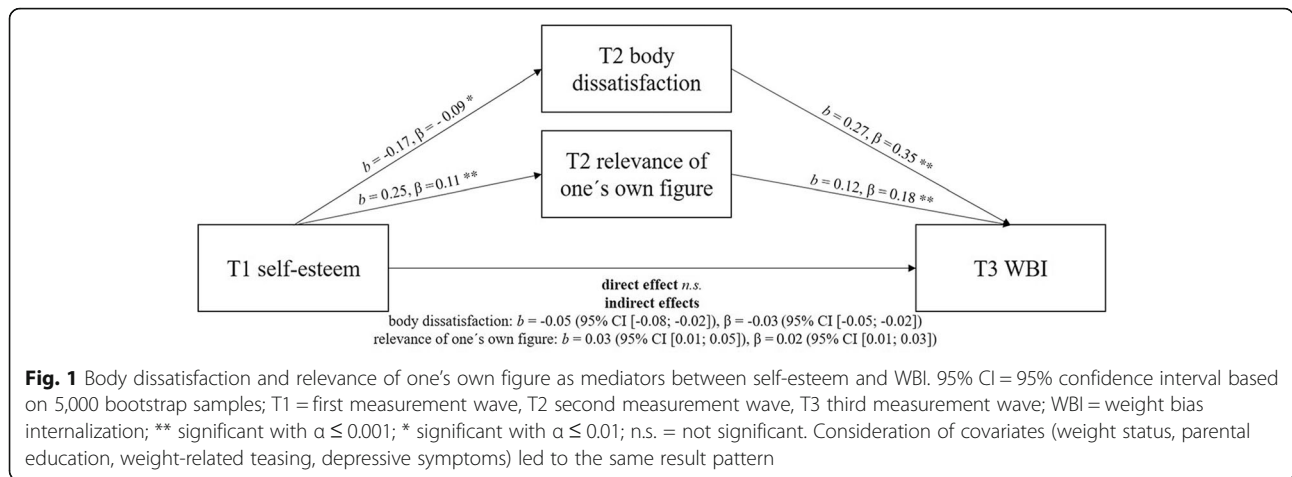 T2 body
dissatisfaction
b = -0.17, β = - 0.09 *
b = 0.27, β = 0.35 **
T2 relevance of
one´s own figure
b = 0.25, β = 0.11 **
b = 0.12, β = 0.18 **
T1 self-esteem
T3 WBI
direct effect n.s.
indirect effects
body dissatisfaction: b = -0.05 (95% CI [-0.08; -0.02]), β = -0.03 (95% CI [-0.05; -0.02])
relevance of one´s own figure: b = 0.03 (95% CI [0.01; 0.05]), β = 0.02 (95% CI [0.01; 0.03])
Fig. 1 Body dissatisfaction and relevance of one’s own figure as mediators between self-esteem and WBI. 95% CI = 95% confidence interval based
on 5,000 bootstrap samples; T1 = first measurement wave, T2 second measurement wave, T3 third measurement wave; WBI = weight bias
internalization; ** significant with α ≤ 0.001; * significant with α ≤ 0.01; n.s. = not significant. Consideration of covariates (weight status, parental
education, weight-related teasing, depressive symptoms) led to the same result pattern